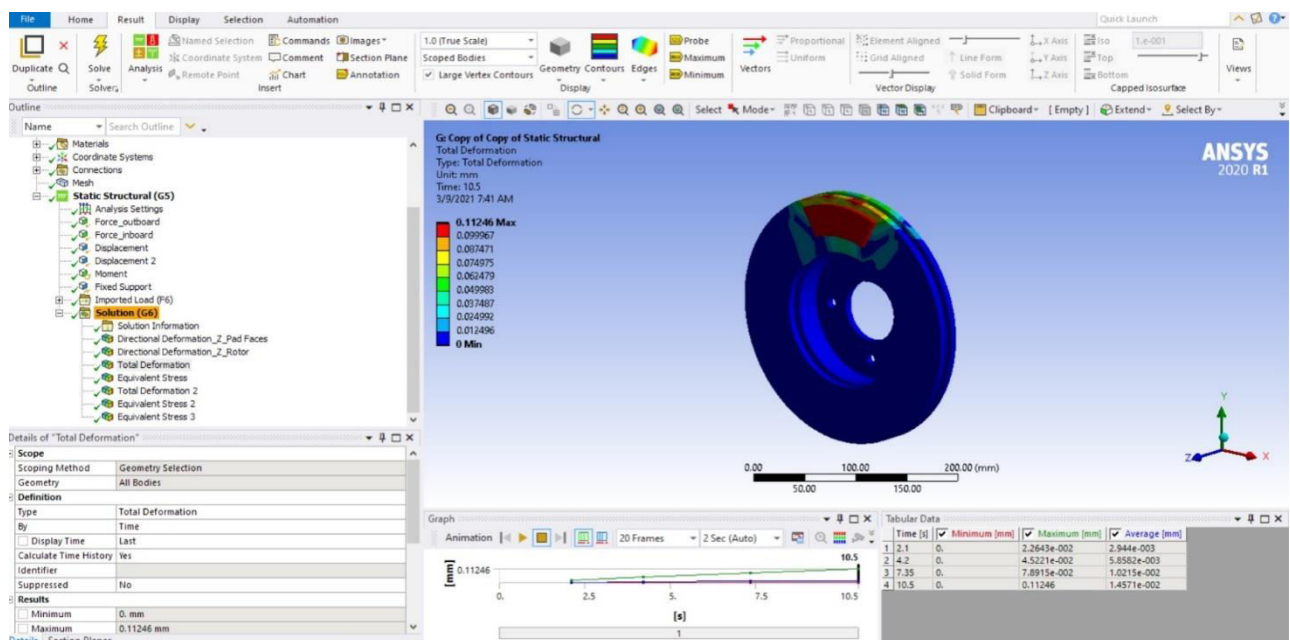 File Home Result Display Selection Automation Quick Launch
Duplicate Q Solve Analysis Named Selection Commands Images 1.0 (True Scale) Probe Proportional Element Aligned X Axis Iso 1.e-001
Coordinate System Comment Section Plane Scoped Bodies Geometry Contours Edges Maximum Vectors Uniform Grid Aligned Line Form Y Axis Top Views
Remote Point Chart Annotation Large Vertex Contours Minimum Solid Form Z Axis Bottom
Outline Solver Insert Display Vector Display Capped Isosurface
Outline
Select Mode Clipboard [ Empty ] Extend Select By
Name Search Outline
Materials
Coordinate Systems
Connections
Mesh
Static Structural (G5)
Analysis Settings
Force_outboard
Force_inboard
Displacement
Displacement 2
Moment
Fixed Support
Imported Load (F6)
Solution (G6)
Solution Information
Directional Deformation_Z_Pad Faces
Directional Deformation_Z_Rotor
Total Deformation
Equivalent Stress
Total Deformation 2
Equivalent Stress 2
Equivalent Stress 3
G: Copy of Copy of Static Structural
Total Deformation
Type: Total Deformation
Unit: mm
Time: 10.5
3/9/2021 7:41 AM
0.11246 Max
0.099967
0.087471
0.074975
0.062479
0.049983
0.037487
0.024992
0.012496
0 Min
ANSYS
2020 R1
0.00 100.00 200.00 (mm)
50.00 150.00
Y
Z X
Details of "Total Deformation"
Scope
Scoping Method Geometry Selection
Geometry All Bodies
Definition
Type Total Deformation
By Time
Display Time Last
Calculate Time History Yes
Identifier
Suppressed No
Results
Minimum 0. mm
Maximum 0.11246 mm
Details Section Planes
Graph
Animation 20 Frames 2 Sec (Auto)
10.5
[mm] 0.11246
0. 2.5 5. 7.5 10.5
[s]
1
Tabular Data
Time [s] Minimum [mm] Maximum [mm] Average [mm]
1 2.1 0. 2.2643e-002 2.944e-003
2 4.2 0. 4.5221e-002 5.8582e-003
3 7.35 0. 7.8915e-002 1.0215e-002
4 10.5 0. 0.11246 1.4571e-002